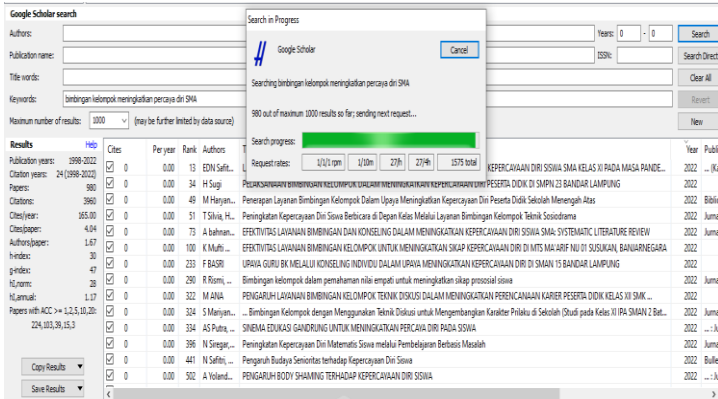 Google Scholar search
Authors:
Years: 0 - 0
Search
Publication name:
ISSN:
Search Direct
Title words:
Clear All
Keywords: bimbingan kelompok meningkatkan percaya diri SMA
Revert
Maximum number of results: 1000 (may be further limited by data source)
New
Search in Progress
Google Scholar
Cancel
Searching bimbingan kelompok meningkatkan percaya diri SMA
980 out of maximum 1000 results so far; sending next request...
Search progress:
Request rates: 1/1/1 rpm 1/10m 27/h 27/4h 1575 total
Results Help
Publication years: 1998-2022
Citation years: 24 (1998-2022)
Papers: 980
Citations: 3960
Cites/year: 165.00
Cites/paper: 4.04
Authors/paper: 1.67
h-index: 30
g-index: 47
hI,norm: 28
hI,annual: 1.17
Papers with ACC >= 1,2,5,10,20:
224,103,39,15,3
Copy Results
Save Results
Cites Per year Rank Authors Year Publi
0 0.00 13 EDN Safit... KEPERCAYAAN DIRI SISWA SMA KELAS XI PADA MASA PANDE... 2022 ... (Ka
0 0.00 34 H Sugi PELAKSANAAN BIMBINGAN KELOMPOK DALAM MENINGKATKAN KEPERCAYAAN DIRI PESERTA DIDIK DI SMPN 23 BANDAR LAMPUNG 2022
0 0.00 49 M Haryan... Penerapan Layanan Bimbingan Kelompok Dalam Upaya Meningkatkan Kepercayaan Diri Peserta Didik Sekolah Menengah Atas 2022 Biblio
0 0.00 51 T Silvia, H... Peningkatan Kepercayaan Diri Siswa Berbicara di Depan Kelas Melalui Layanan Bimbingan Kelompok Teknik Sosiodrama 2022 Jurna
0 0.00 73 A bahnan... EFEKTIVITAS LAYANAN BIMBINGAN DAN KONSELING DALAM MENINGKATKAN KEPERCAYAAN DIRI SISWA SMA: SYSTEMATIC LITERATURE REVIEW 2022 Jurna
0 0.00 100 K Mufti ... EFEKTIVITAS LAYANAN BIMBINGAN KELOMPOK UNTUK MENINGKATKAN SIKAP KEPERCAYAAN DIRI DI MTS MA'ARIF NU 01 SUSUKAN, BANJARNEGARA 2022
0 0.00 233 F BASRI UPAYA GURU BK MELALUI KONSELING INDIVIDU DALAM UPAYA MENINGKATKAN KEPERCAYAAN DIRI DI SMAN 15 BANDAR LAMPUNG 2022
0 0.00 290 R Rismi, ... Bimbingan kelompok dalam pemahaman nilai empati untuk meningkatkan sikap prososial siswa 2022 Jurna
0 0.00 322 M ANA PENGARUH LAYANAN BIMBINGAN KELOMPOK TEKNIK DISKUSI DALAM MENINGKATKAN PERENCANAAN KARIER PESERTA DIDIK KELAS XII SMK ... 2022
0 0.00 324 S Mariyan... ... Bimbingan Kelompok dengan Menggunakan Teknik Diskusi untuk Mengembangkan Karakter Prilaku di Sekolah (Studi pada Kelas XI IPA SMAN 2 Bat... 2022 Jurna
0 0.00 334 AS Putra, ... SINEMA EDUKASI GANDRUNG UNTUK MENINGKATKAN PERCAYA DIRI PADA SISWA 2022 ... : Ju
0 0.00 396 N Siregar,... Peningkatan Kepercayaan Diri Matematis Siswa melalui Pembelajaran Berbasis Masalah 2022 Jurna
0 0.00 441 N Safitri, ... Pengaruh Budaya Senioritas terhadap Kepercayaan Diri Siswa 2022 Bulle
0 0.00 502 A Yoland... PENGARUH BODY SHAMING TERHADAP KEPERCAYAAN DIRI SISWA 2022 ... : Ju